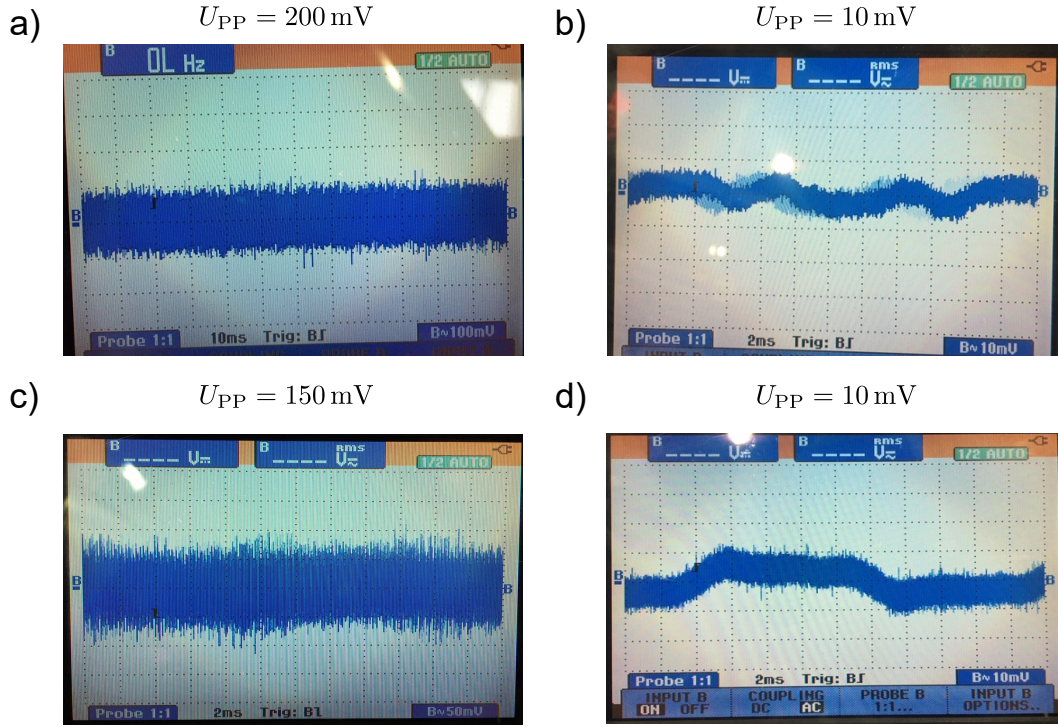 a)
U_PP = 200 mV
B
OL Hz
1/2 AUTO
B
B
Probe 1:1 10ms Trig: B∫ B~100mV
b)
U_PP = 10 mV
B ---- V⎓
B ---- rms V≂
1/2 AUTO
B
B
Probe 1:1 2ms Trig: B∫ B~10mV
c)
U_PP = 150 mV
B ---- V⎓
B ---- rms V≂
1/2 AUTO
B
B
Probe 1:1 2ms Trig: B B~50mV
d)
U_PP = 10 mV
B ---- V⎓
B ---- rms V≂
1/2 AUTO
B
B
Probe 1:1 2ms Trig: B∫ B~10mV
INPUT B COUPLING PROBE B INPUT B
ON OFF DC AC 1:1... OPTIONS..